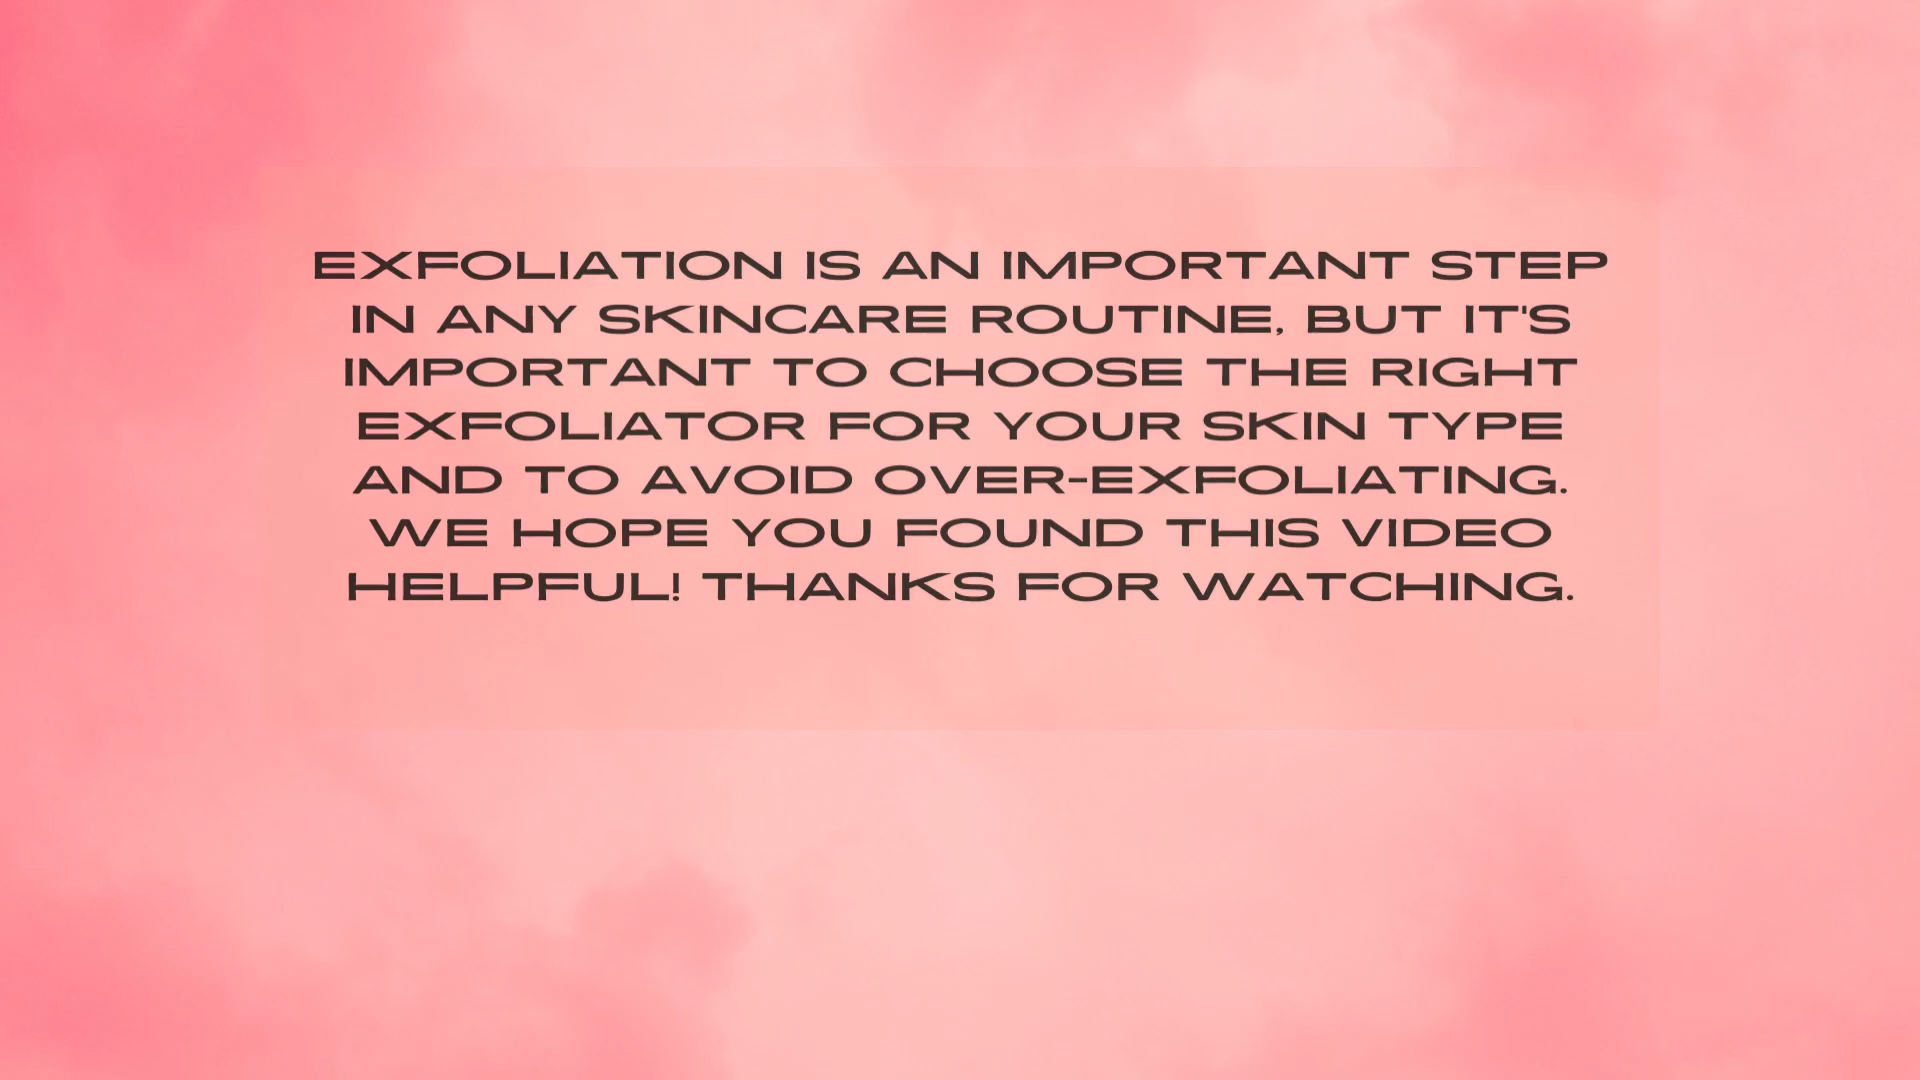 EXFOLIATION IS AN IMPORTANT STEP
IN ANY SKINCARE ROUTINE, BUT IT'S
IMPORTANT TO CHOOSE THE RIGHT
EXFOLIATOR FOR YOUR SKIN TYPE
AND TO AVOID OVER-EXFOLIATING.
WE HOPE YOU FOUND THIS VIDEO
HELPFUL! THANKS FOR WATCHING.